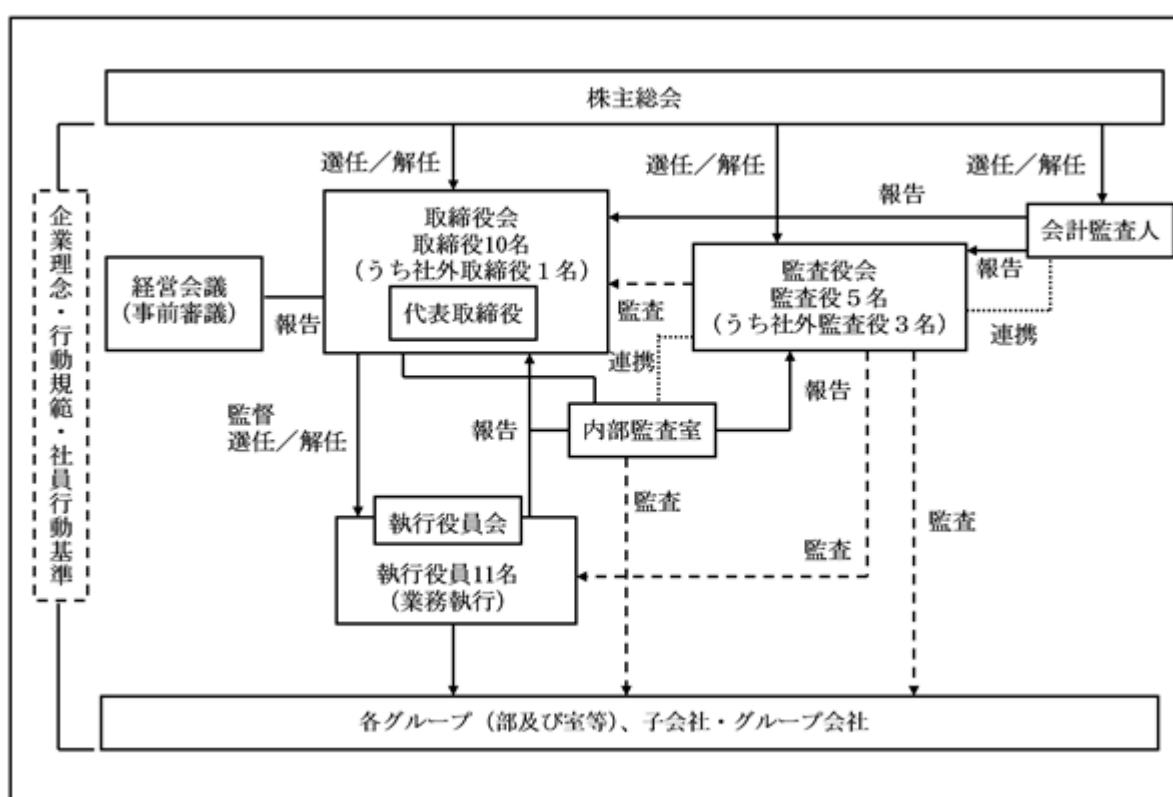 株主総会
選任／解任
選任／解任
選任／解任
報告
会計監査人
取締役会
取締役10名
（うち社外取締役１名）
代表取締役
監査役会
監査役５名
（うち社外監査役３名）
報告
監査
連携
経営会議
（事前審議）
報告
企業理念・行動規範・社員行動基準
連携
報告
監督
選任／解任
報告
内部監査室
監査
監査
監査
執行役員会
執行役員11名
（業務執行）
各グループ（部及び室等）、子会社・グループ会社